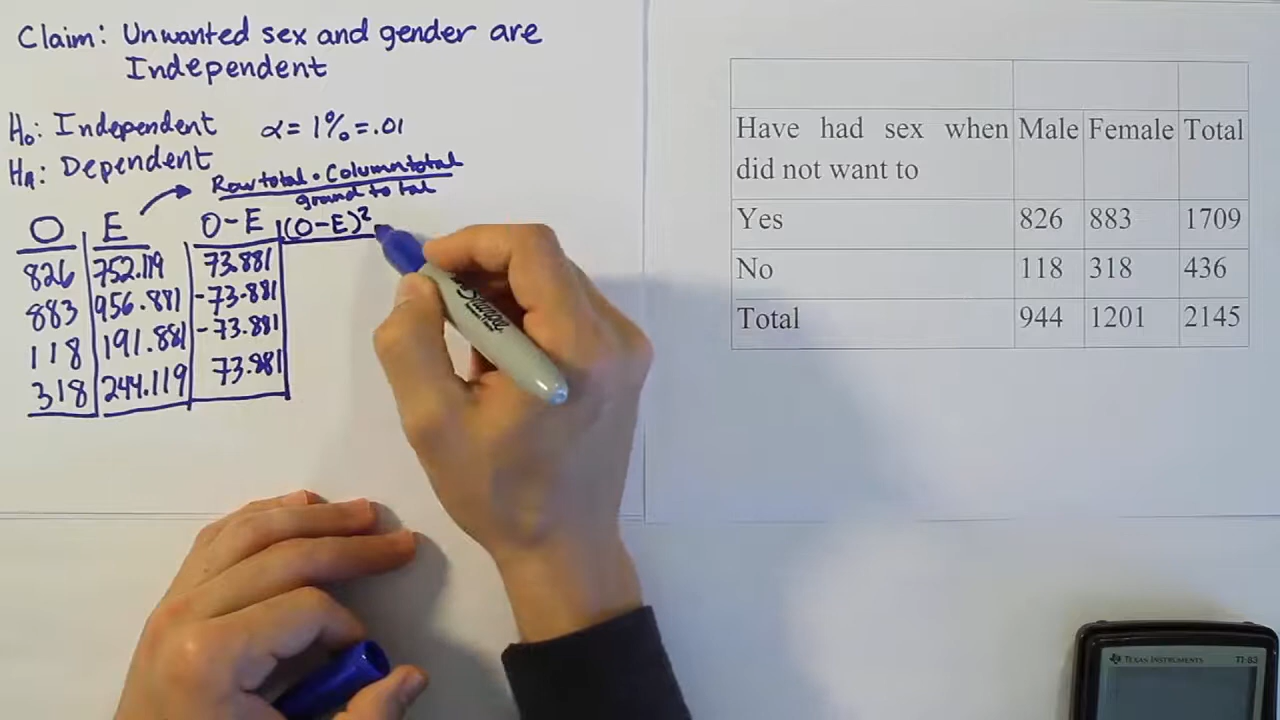 Claim: Unwanted sex and gender are
Independent
H0: Independent α = 1% = .01
HA: Dependent
Row total • Column total
ground total
O E O-E (O-E)²
826 752.119 73.881
883 956.881 -73.881
118 191.881 -73.881
318 244.119 73.881
Have had sex when did not want to Male Female Total
Yes 826 883 1709
No 118 318 436
Total 944 1201 2145
Sharpie
TEXAS INSTRUMENTS TI-83